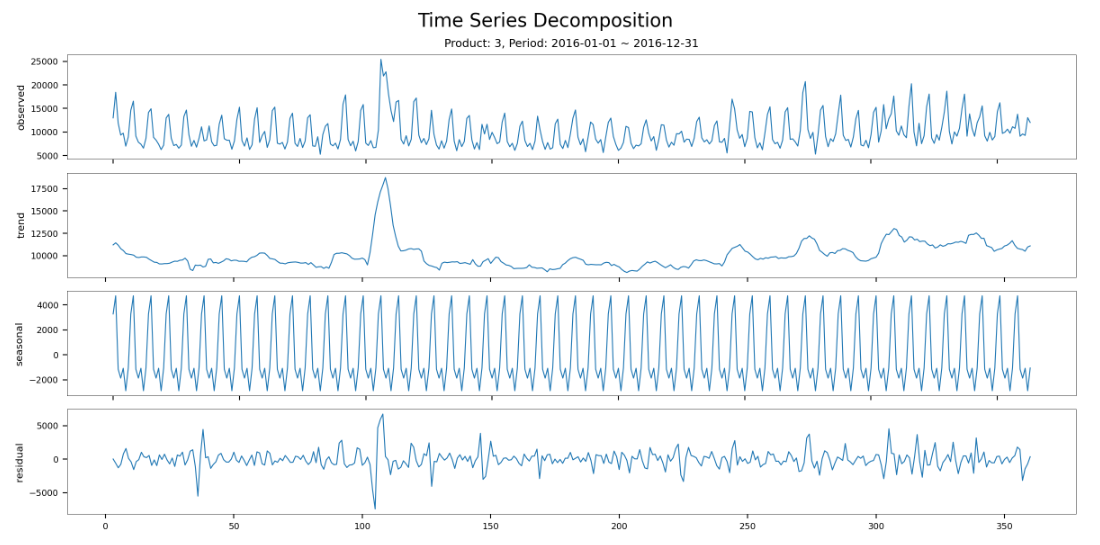 Time Series Decomposition
Product: 3, Period: 2016-01-01 ~ 2016-12-31
observed
25000
20000
15000
10000
5000
trend
17500
15000
12500
10000
seasonal
4000
2000
0
−2000
residual
5000
0
−5000
0 50 100 150 200 250 300 350